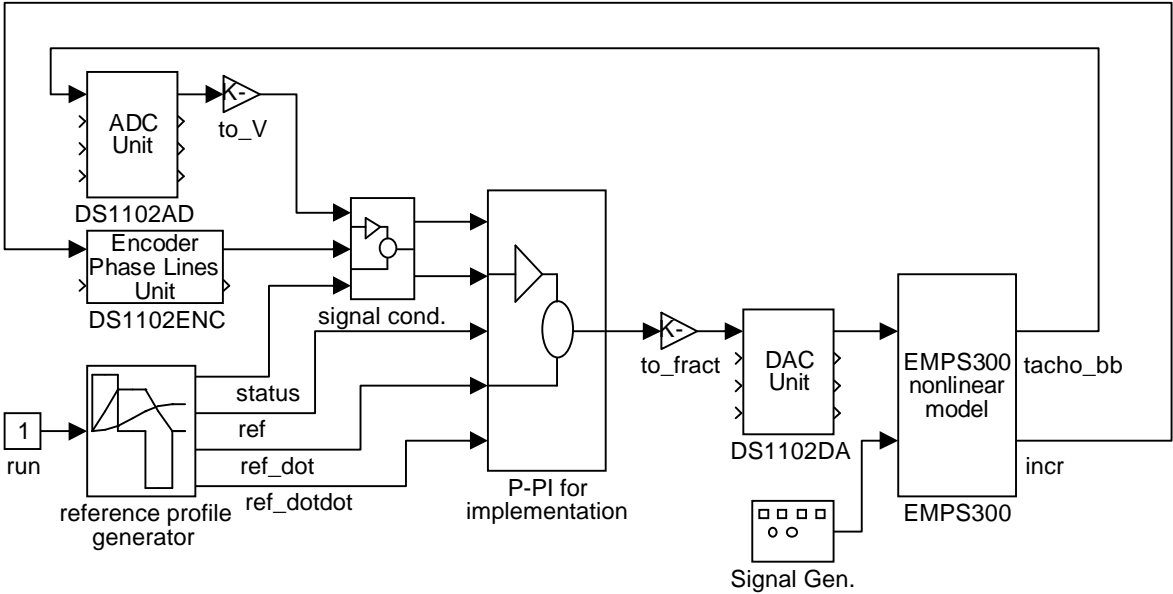 ADC
Unit
K-
to_V
DS1102AD
Encoder
Phase Lines
Unit
DS1102ENC
signal cond.
status
ref
ref_dot
ref_dotdot
1
run
reference profile
generator
P-PI for
implementation
K-
to_fract
DAC
Unit
DS1102DA
EMPS300
nonlinear
model
EMPS300
tacho_bb
incr
Signal Gen.